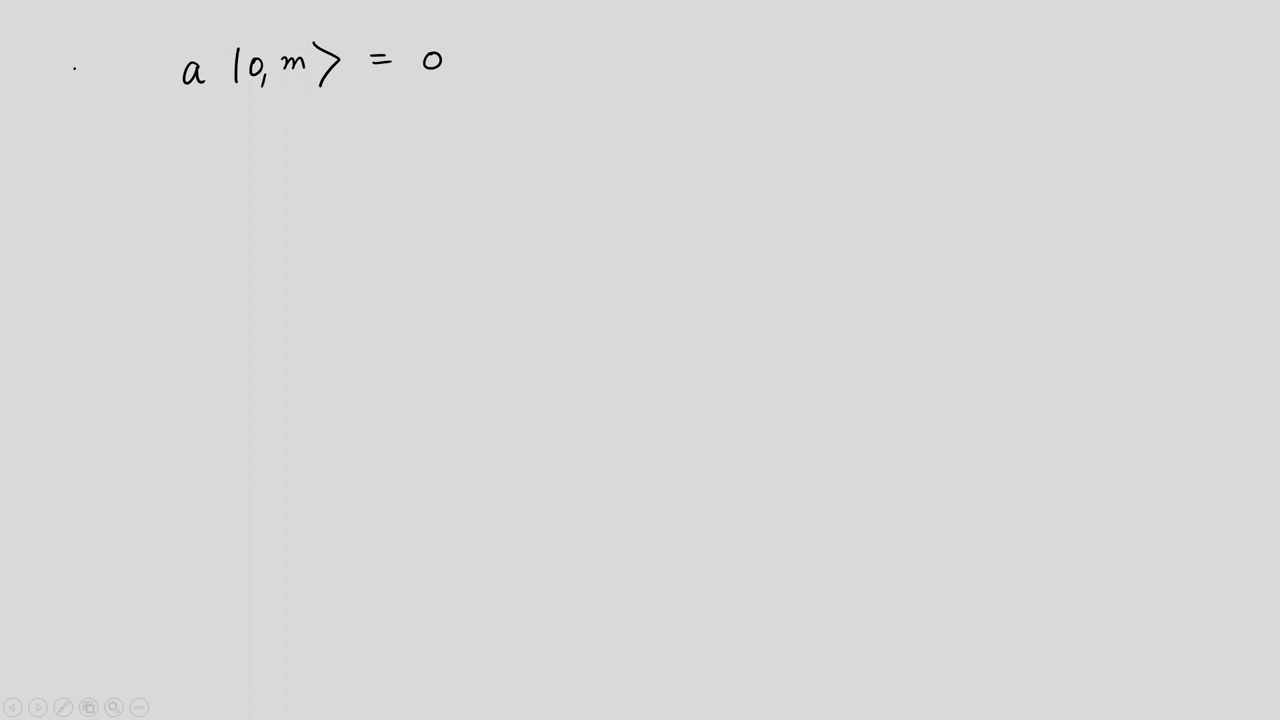 a |0, m> = 0